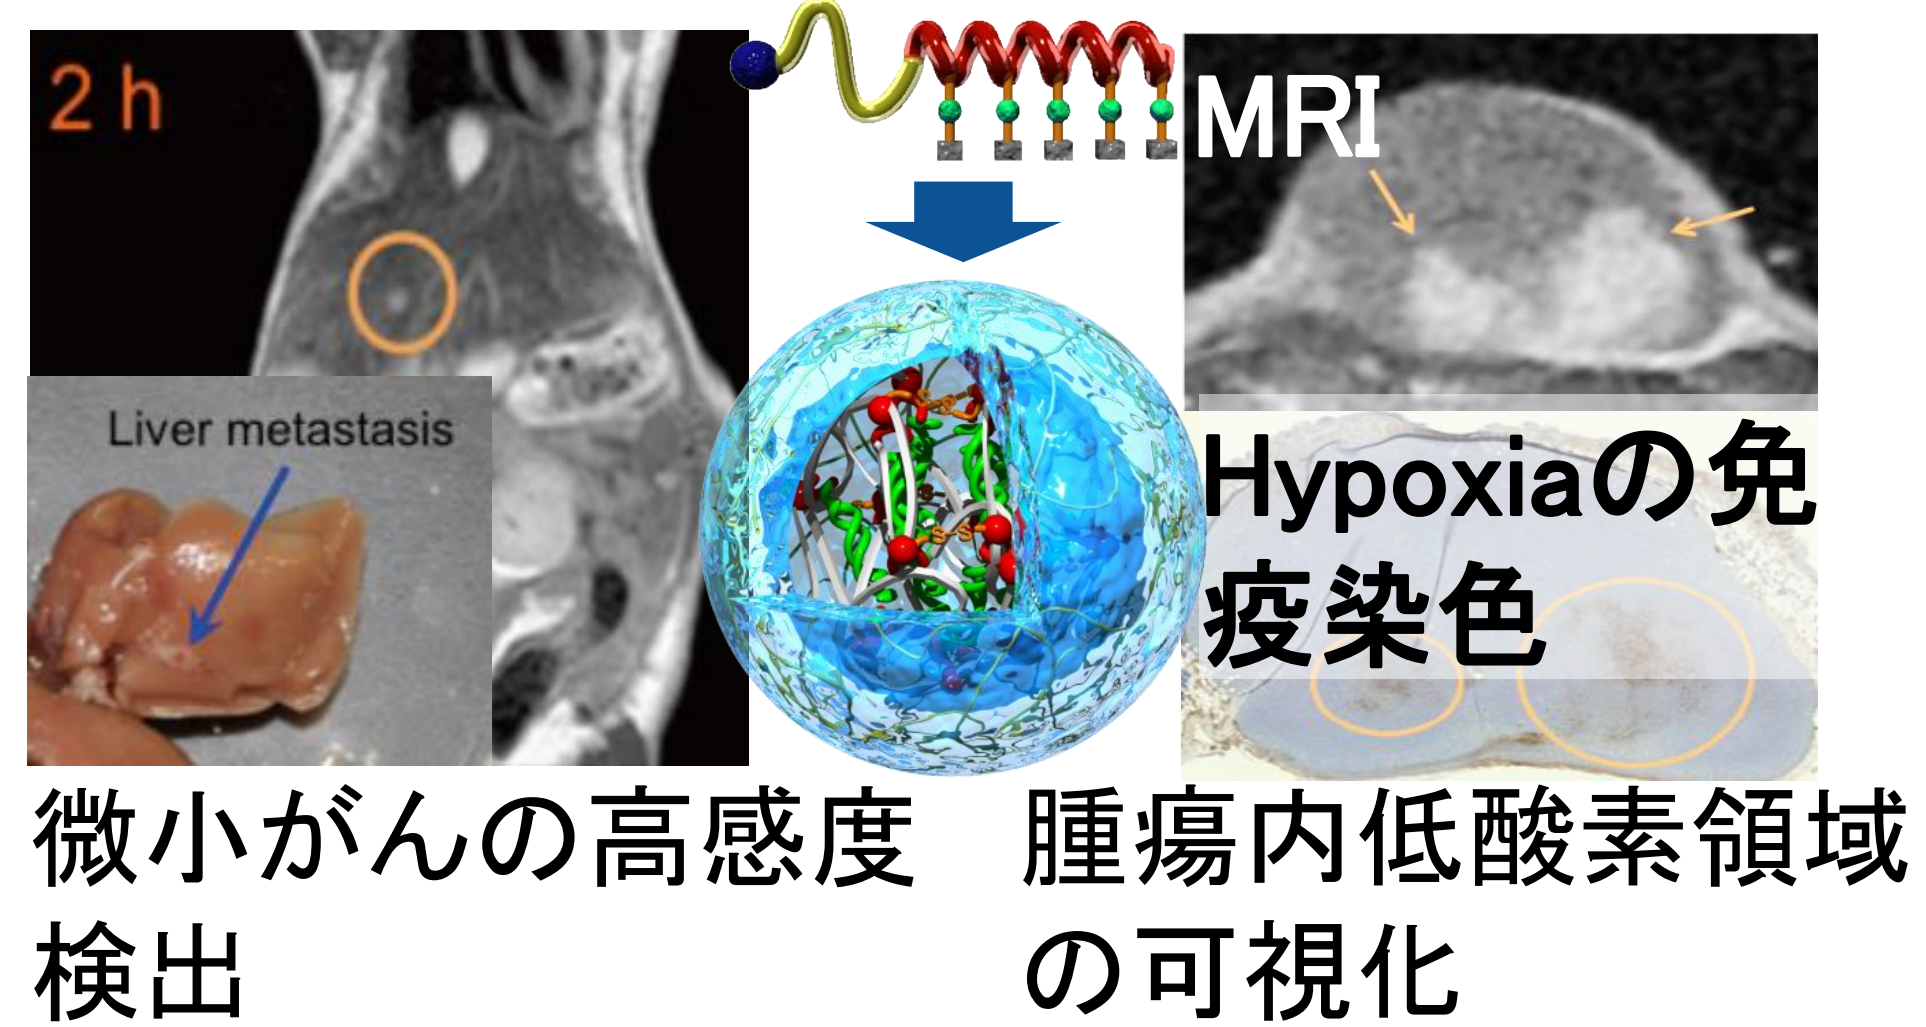 2 h
MRI
Liver metastasis
Hypoxiaの免
疫染色
S-S
微小がんの高感度
検出
腫瘍内低酸素領域
の可視化